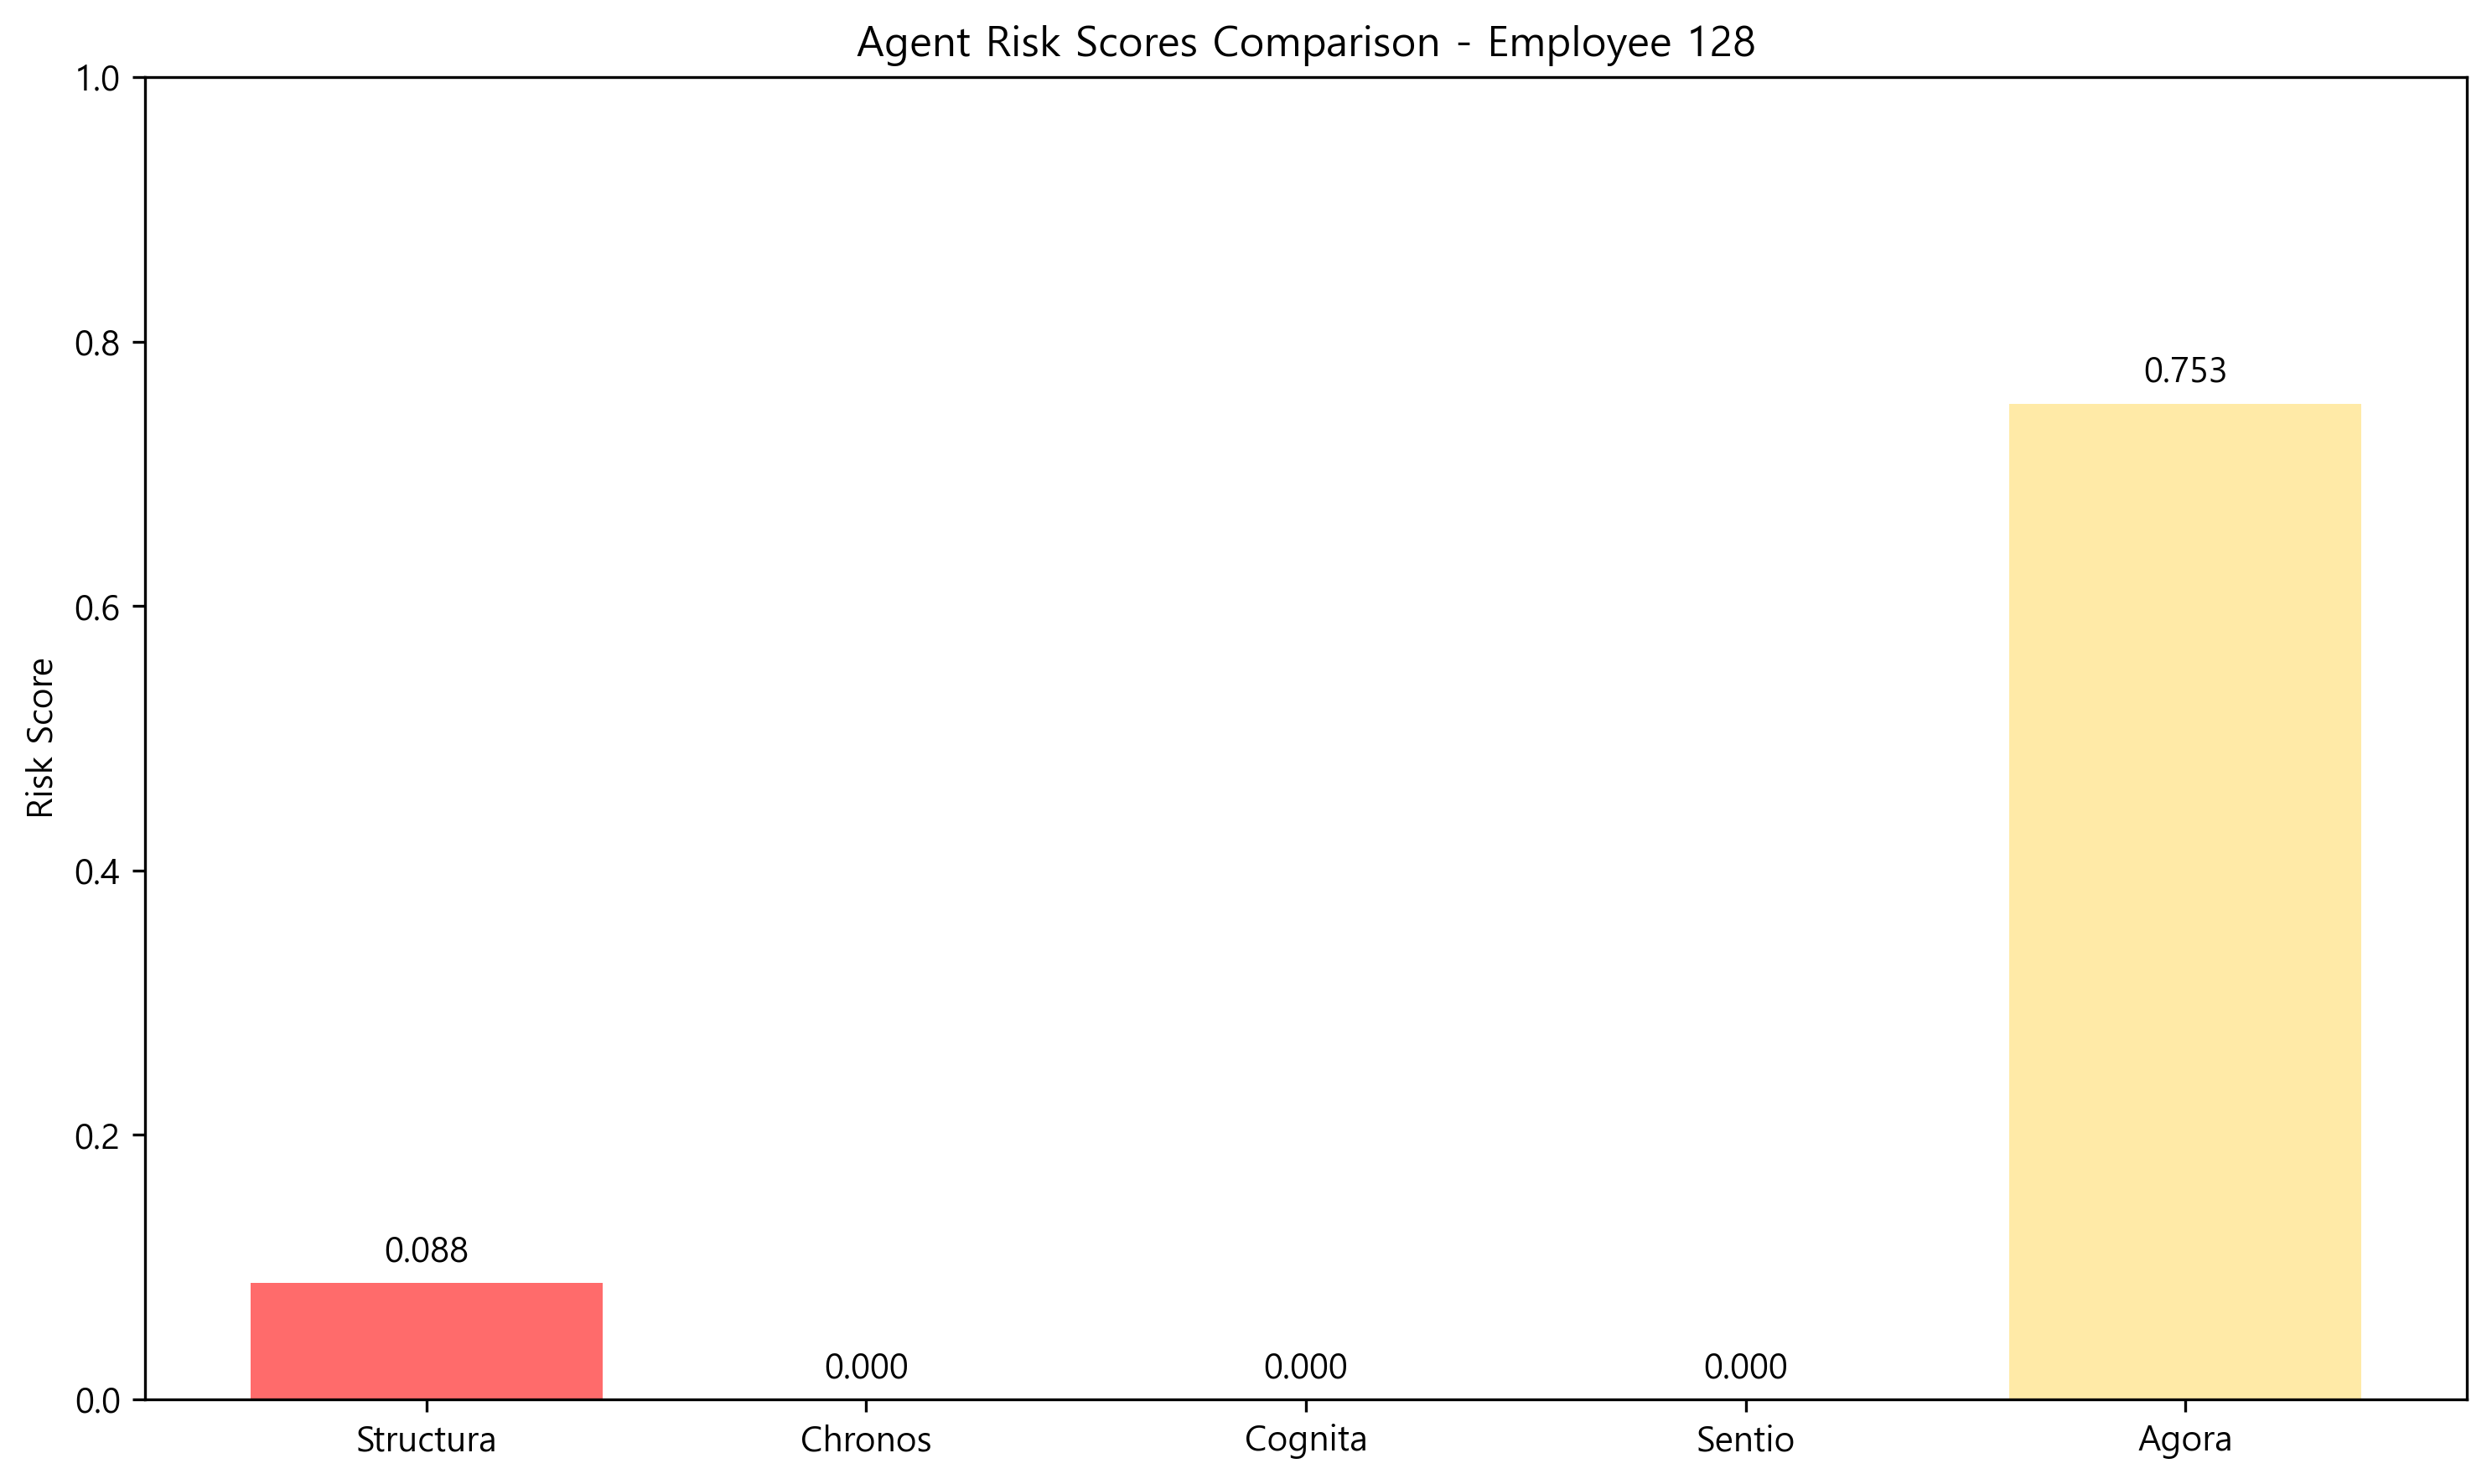 Agent Risk Scores Comparison - Employee 128
Risk Score
1.0
0.8
0.6
0.4
0.2
0.0
0.088
0.000
0.000
0.000
0.753
Structura
Chronos
Cognita
Sentio
Agora